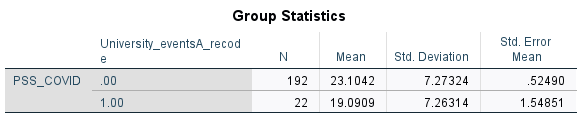 Group Statistics
University_eventsA_recod
e N Mean Std. Deviation Std. Error
Mean
PSS_COVID .00 192 23.1042 7.27324 .52490
1.00 22 19.0909 7.26314 1.54851